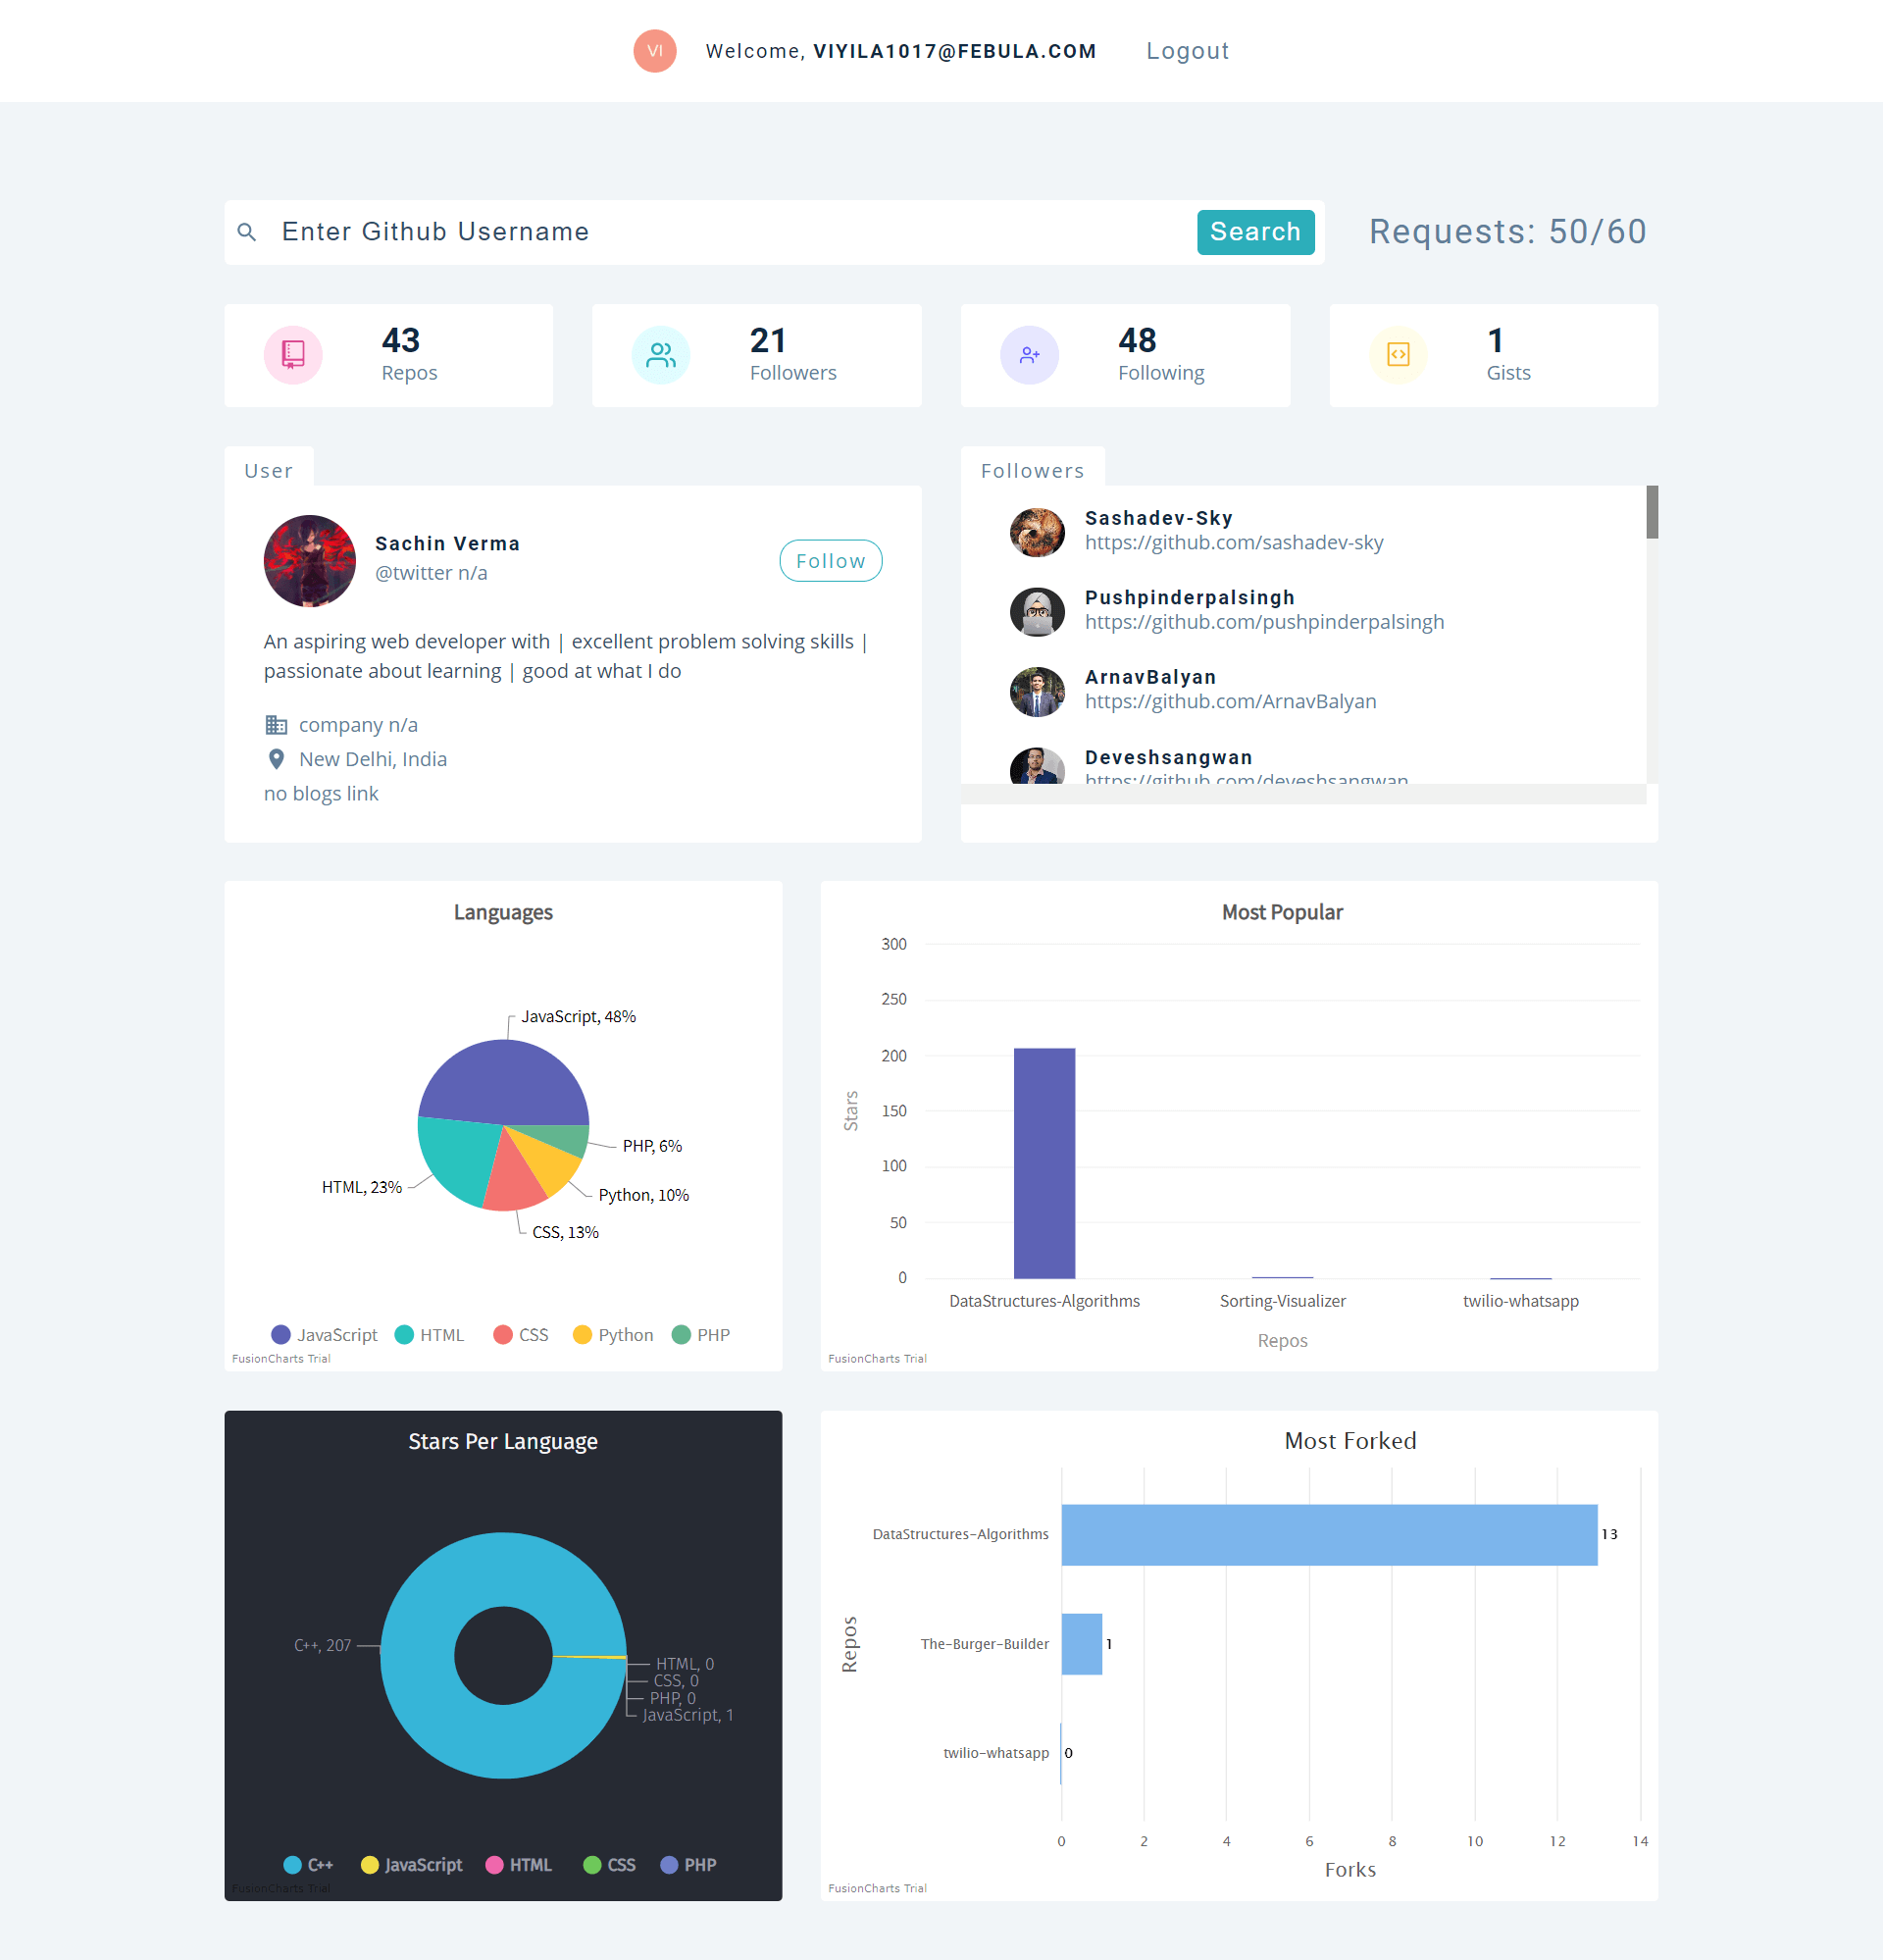 VI
Welcome, VIYILA1017@FEBULA.COM
Logout
Enter Github Username
Search
Requests: 50/60
43
Repos
21
Followers
48
Following
1
Gists
User
Sachin Verma
@twitter n/a
Follow
An aspiring web developer with | excellent problem solving skills |
passionate about learning | good at what I do
company n/a
New Delhi, India
no blogs link
Followers
Sashadev-Sky
https://github.com/sashadev-sky
Pushpinderpalsingh
https://github.com/pushpinderpalsingh
ArnavBalyan
https://github.com/ArnavBalyan
Deveshsangwan
https://github.com/deveshsangwan
Languages
JavaScript, 48%
PHP, 6%
HTML, 23%
Python, 10%
CSS, 13%
JavaScript
HTML
CSS
Python
PHP
FusionCharts Trial
Most Popular
300
250
200
150
100
50
0
Stars
DataStructures-Algorithms
Sorting-Visualizer
twilio-whatsapp
Repos
FusionCharts Trial
Stars Per Language
C++, 207
HTML, 0
CSS, 0
PHP, 0
JavaScript, 1
C++
JavaScript
HTML
CSS
PHP
FusionCharts Trial
Most Forked
Repos
DataStructures-Algorithms
13
The-Burger-Builder
1
twilio-whatsapp
0
0 2 4 6 8 10 12 14
Forks
FusionCharts Trial